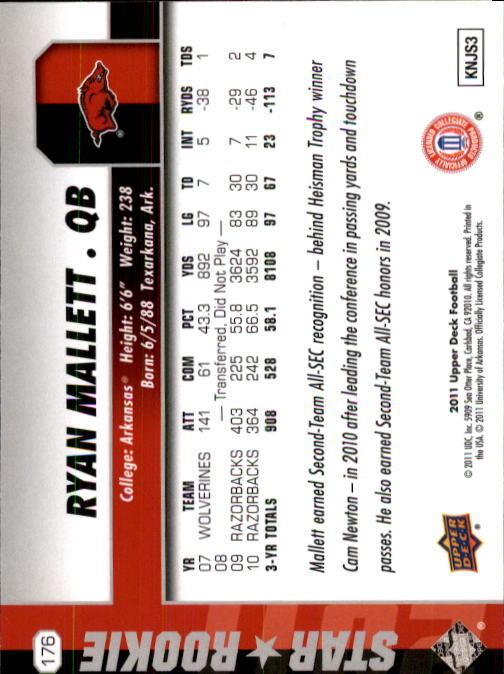 176
STAR ★ ROOKIE
RYAN MALLETT . QB
College: Arkansas® Height: 6'6" Weight: 238
Born: 6/5/88 Texarkana, Ark.
YR TEAM ATT COM PCT YDS LG TD INT RYDS TDS
07 WOLVERINES 141 61 43.3 892 97 7 5 -38 1
08 — Transferred, Did Not Play —
09 RAZORBACKS 403 225 55.8 3624 83 30 7 -29 2
10 RAZORBACKS 364 242 66.5 3592 89 30 11 -46 4
3-YR TOTALS 908 528 58.1 8108 97 67 23 -113 7
Mallett earned Second-Team All-SEC recognition – behind Heisman Trophy winner
Cam Newton – in 2010 after leading the conference in passing yards and touchdown
passes. He also earned Second-Team All-SEC honors in 2009.
UPPER DECK®
2011 Upper Deck Football
© 2011 UDC, Inc. 5909 Sea Otter Place, Carlsbad, CA 92010. All rights reserved. Printed in
the USA. © 2011 University of Arkansas. Officially Licensed Collegiate Products.
OFFICIALLY LICENSED COLLEGIATE PRODUCTS
KNJS3